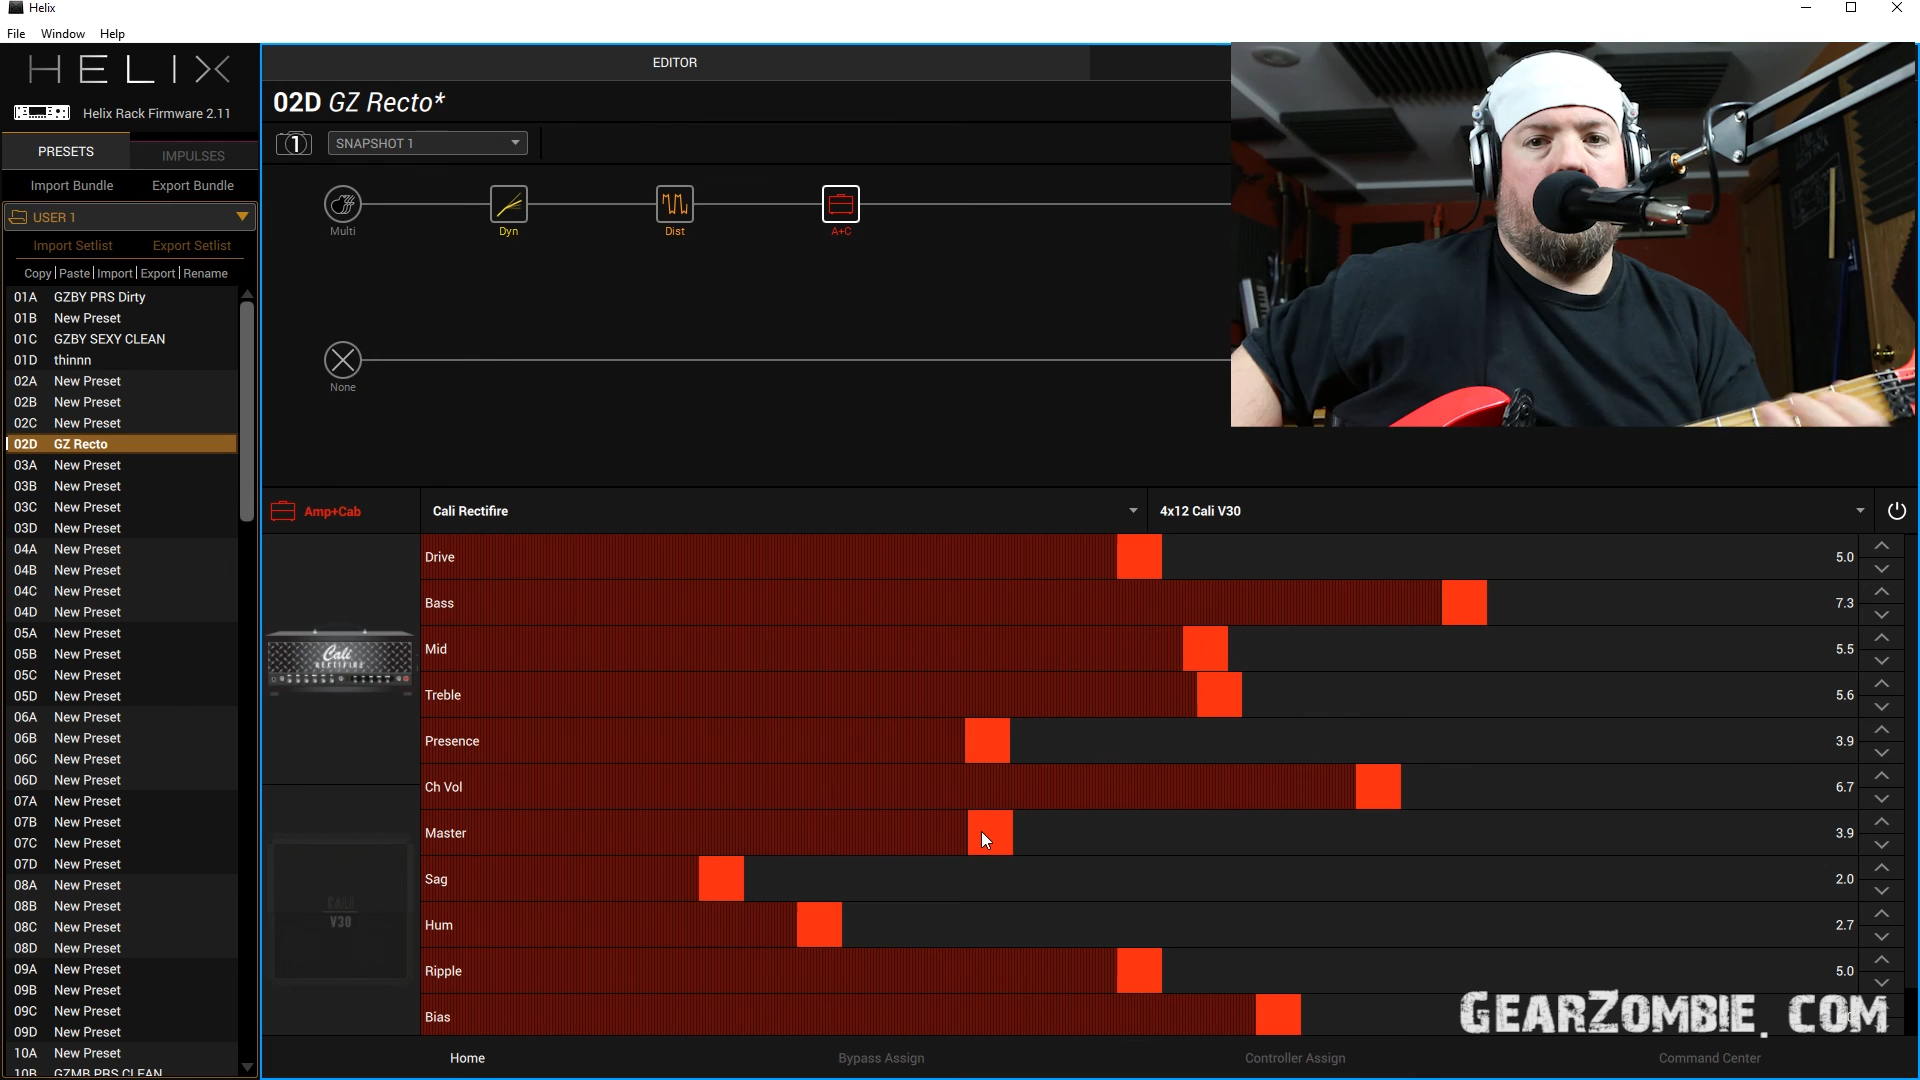 Helix
File Window Help
HELIX
Helix Rack Firmware 2.11
PRESETS IMPULSES
Import Bundle Export Bundle
USER 1
Import Setlist Export Setlist
Copy | Paste | Import | Export | Rename
01A GZBY PRS Dirty
01B New Preset
01C GZBY SEXY CLEAN
01D thinnn
02A New Preset
02B New Preset
02C New Preset
02D GZ Recto
03A New Preset
03B New Preset
03C New Preset
03D New Preset
04A New Preset
04B New Preset
04C New Preset
04D New Preset
05A New Preset
05B New Preset
05C New Preset
05D New Preset
06A New Preset
06B New Preset
06C New Preset
06D New Preset
07A New Preset
07B New Preset
07C New Preset
07D New Preset
08A New Preset
08B New Preset
08C New Preset
08D New Preset
09A New Preset
09B New Preset
09C New Preset
09D New Preset
10A New Preset
10B GZMB PRS CLEAN
EDITOR
02D GZ Recto*
1 SNAPSHOT 1
Multi Dyn Dist A+C
None
Amp+Cab Cali Rectifire 4x12 Cali V30
Cali
RECTIFIRE
CALI
V30
Drive 5.0
Bass 7.3
Mid 5.5
Treble 5.6
Presence 3.9
Ch Vol 6.7
Master 3.9
Sag 2.0
Hum 2.7
Ripple 5.0
Bias
GEARZOMBIE.COM
Home Bypass Assign Controller Assign Command Center